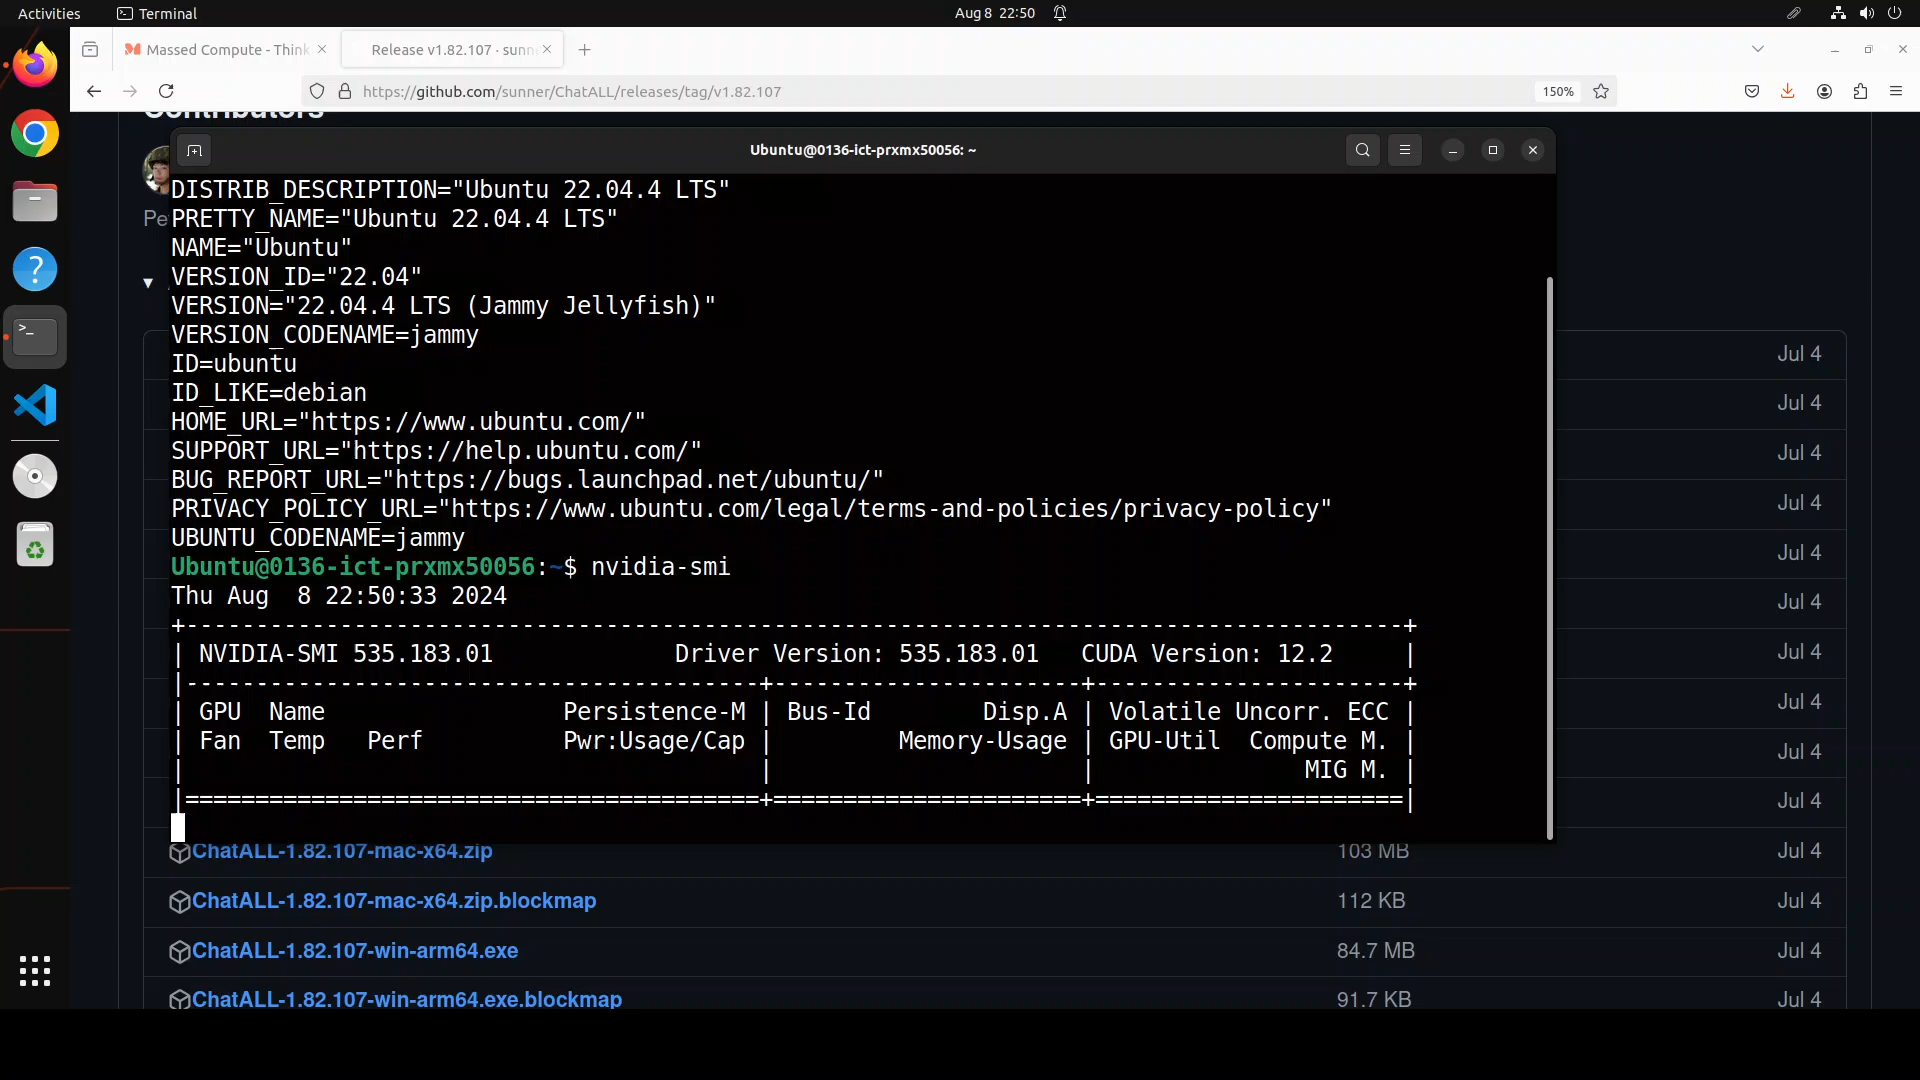 Activities Terminal Aug 8 22:50
Massed Compute - Think Release v1.82.107 · sunn
https://github.com/sunner/ChatALL/releases/tag/v1.82.107 150%
Contributors
Ubuntu@0136-ict-prxmx50056: ~
DISTRIB_DESCRIPTION="Ubuntu 22.04.4 LTS"
Pe
PRETTY_NAME="Ubuntu 22.04.4 LTS"
NAME="Ubuntu"
VERSION_ID="22.04"
VERSION="22.04.4 LTS (Jammy Jellyfish)"
VERSION_CODENAME=jammy
Jul 4
ID=ubuntu
ID_LIKE=debian
Jul 4
HOME_URL="https://www.ubuntu.com/"
SUPPORT_URL="https://help.ubuntu.com/"
Jul 4
BUG_REPORT_URL="https://bugs.launchpad.net/ubuntu/"
PRIVACY_POLICY_URL="https://www.ubuntu.com/legal/terms-and-policies/privacy-policy"
Jul 4
UBUNTU_CODENAME=jammy
Jul 4
Ubuntu@0136-ict-prxmx50056:~$ nvidia-smi
Thu Aug  8 22:50:33 2024
Jul 4
+-----------------------------------------------------------------------------------------+
| NVIDIA-SMI 535.183.01             Driver Version: 535.183.01   CUDA Version: 12.2     |
Jul 4
|-----------------------------------------+----------------------+----------------------+
| GPU  Name                 Persistence-M | Bus-Id        Disp.A | Volatile Uncorr. ECC |
Jul 4
| Fan  Temp   Perf          Pwr:Usage/Cap |         Memory-Usage | GPU-Util  Compute M. |
Jul 4
|                                         |                      |               MIG M. |
|=========================================+======================+======================|
Jul 4
ChatALL-1.82.107-mac-x64.zip 103 MB Jul 4
ChatALL-1.82.107-mac-x64.zip.blockmap 112 KB Jul 4
ChatALL-1.82.107-win-arm64.exe 84.7 MB Jul 4
ChatALL-1.82.107-win-arm64.exe.blockmap 91.7 KB Jul 4